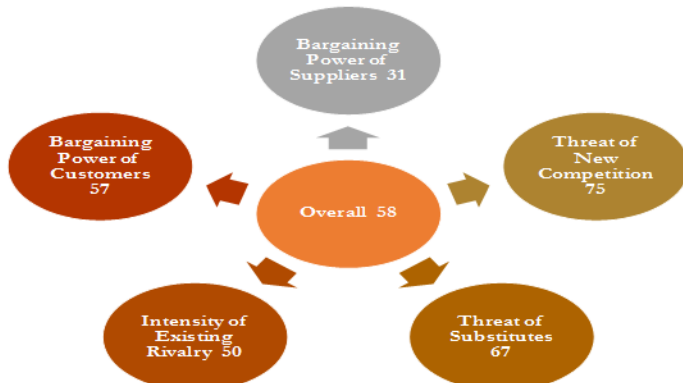 Bargaining
Power of
Suppliers 31
Bargaining
Power of
Customers
57
Threat of
New
Competition
75
Overall 58
Intensity of
Existing
Rivalry 50
Threat of
Substitutes
67